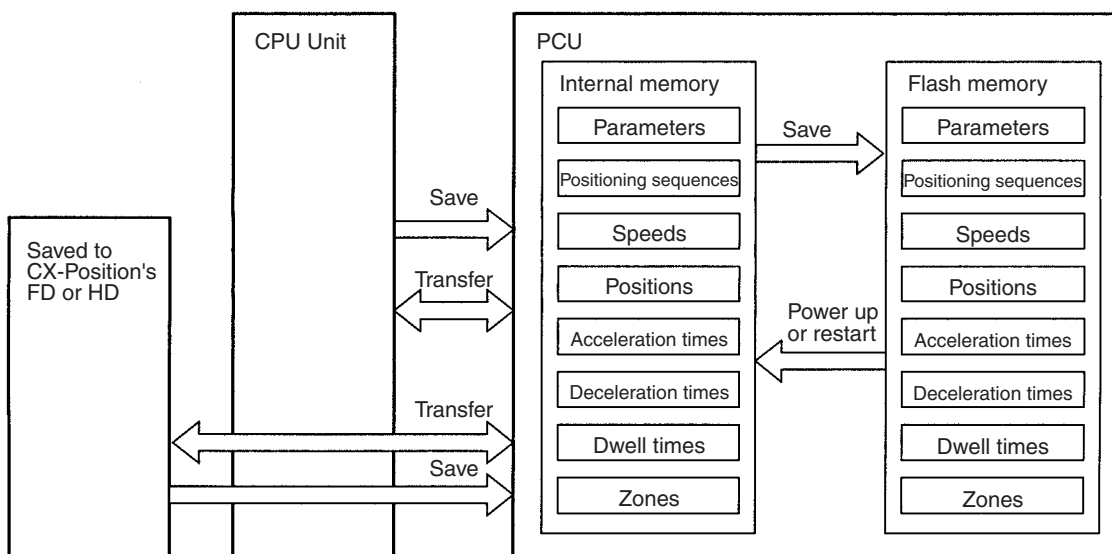 CPU Unit
PCU
Internal memory
Flash memory
Parameters
Save
Parameters
Positioning sequences
Positioning sequences
Save
Speeds
Speeds
Saved to
CX-Position's
FD or HD
Transfer
Positions
Positions
Power up
or restart
Acceleration times
Acceleration times
Deceleration times
Deceleration times
Transfer
Dwell times
Dwell times
Save
Zones
Zones